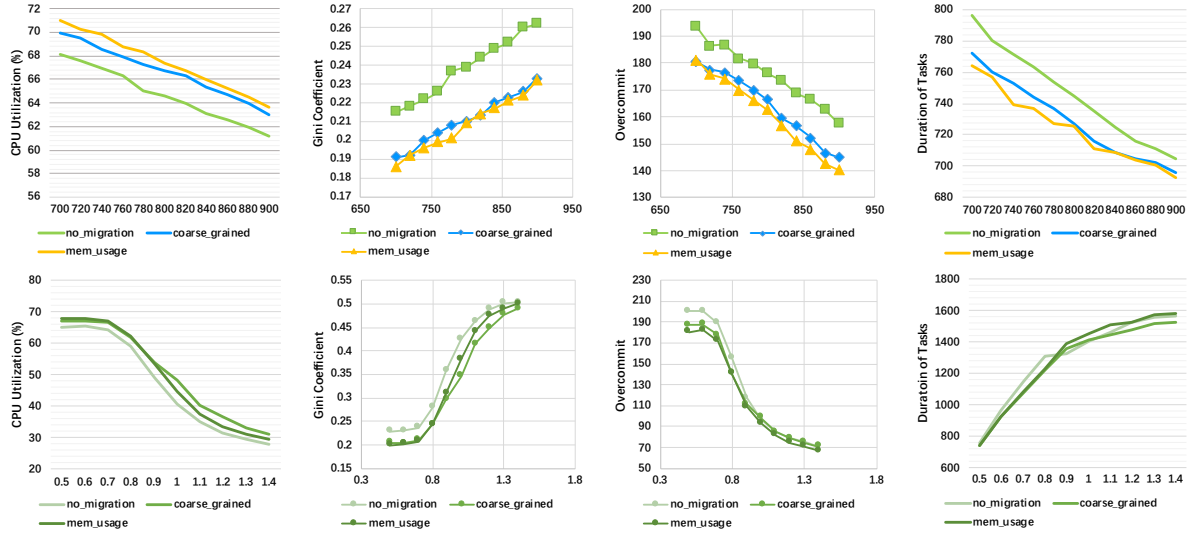 CPU Utilization (%)
72
70
68
66
64
62
60
58
56
700 720 740 760 780 800 820 840 860 880 900
no_migration coarse_grained
mem_usage
Gini Coefficient
0.27
0.26
0.25
0.24
0.23
0.22
0.21
0.2
0.19
0.18
0.17
650 750 850 950
no_migration coarse_grained
mem_usage
Overcommit
200
190
180
170
160
150
140
130
650 750 850 950
no_migration coarse_grained
mem_usage
Duration of Tasks
800
780
760
740
720
700
680
700 720 740 760 780 800 820 840 860 880 900
no_migration coarse_grained
mem_usage
CPU Utilization (%)
80
70
60
50
40
30
20
0.5 0.6 0.7 0.8 0.9 1 1.1 1.2 1.3 1.4
no_migration coarse_grained
mem_usage
Gini Coefficient
0.55
0.5
0.45
0.4
0.35
0.3
0.25
0.2
0.15
0.3 0.8 1.3 1.8
no_migration coarse_grained
mem_usage
Overcommit
230
210
190
170
150
130
110
90
70
50
0.3 0.8 1.3 1.8
no_migration coarse_grained
mem_usage
Duratoin of Tasks
1800
1600
1400
1200
1000
800
600
0.5 0.6 0.7 0.8 0.9 1 1.1 1.2 1.3 1.4
no_migration coarse_grained
mem_usage